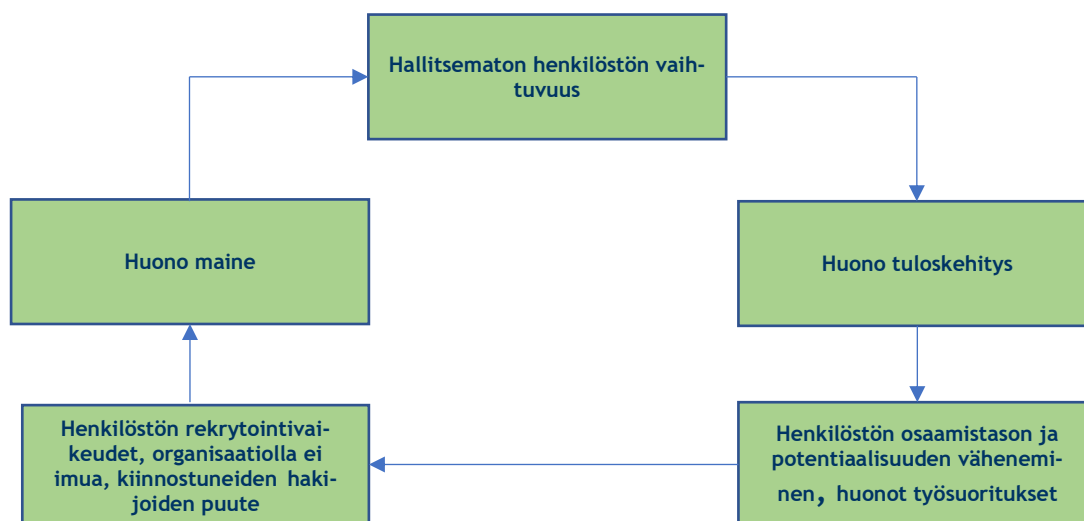 Hallitsematon henkilöstön vaih-
tuvuus
Huono maine
Huono tuloskehitys
Henkilöstön rekrytointivai-
keudet, organisaatiolla ei
imua, kiinnostuneiden haki-
joiden puute
Henkilöstön osaamistason ja
potentiaalisuuden vähenemi-
nen, huonot työsuoritukset